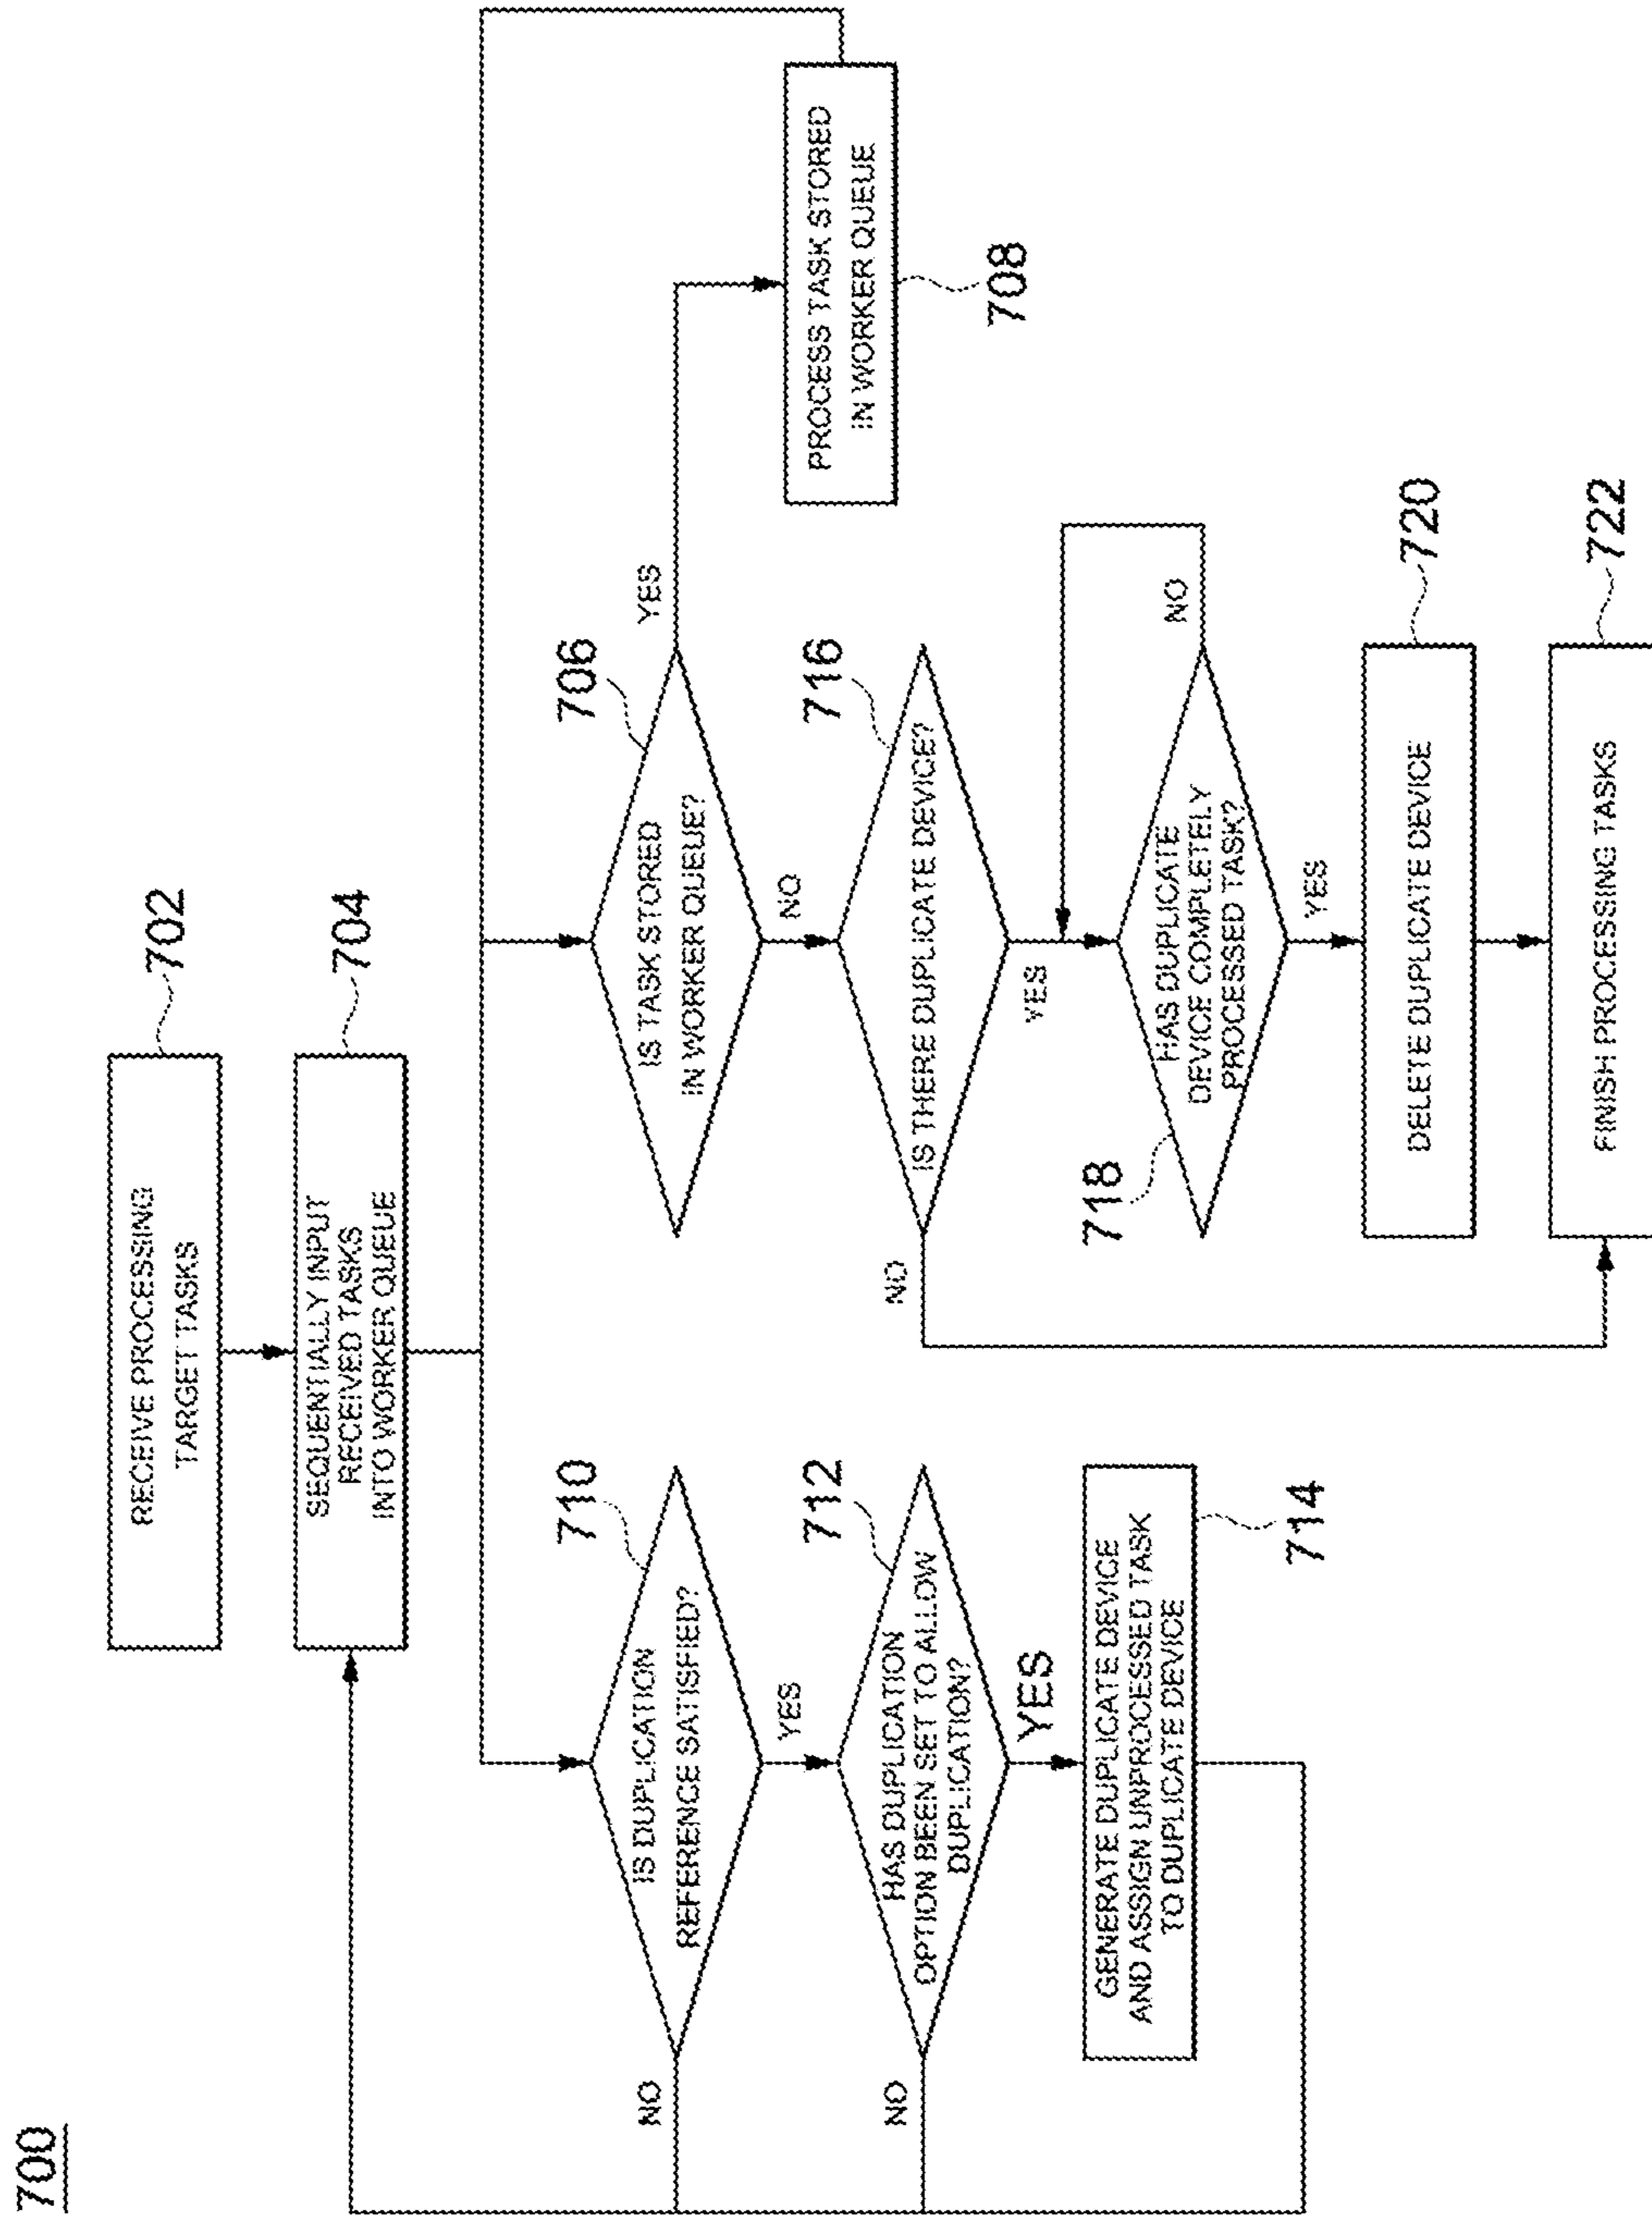 700
RECEIVE PROCESSING
TARGET TASKS
702
SEQUENTIALLY INPUT
RECEIVED TASKS
INTO WORKER QUEUE
704
IS DUPLICATION
REFERENCE SATISFIED?
710
NO
YES
HAS DUPLICATION
OPTION BEEN SET TO ALLOW
DUPLICATION?
712
NO
YES
GENERATE DUPLICATE DEVICE
AND ASSIGN UNPROCESSED TASK
TO DUPLICATE DEVICE
714
IS TASK STORED
IN WORKER QUEUE?
706
YES
NO
PROCESS TASK STORED
IN WORKER QUEUE
708
IS THERE DUPLICATE DEVICE?
716
NO
YES
HAS DUPLICATE
DEVICE COMPLETELY
PROCESSED TASK?
718
NO
YES
DELETE DUPLICATE DEVICE
720
FINISH PROCESSING TASKS
722